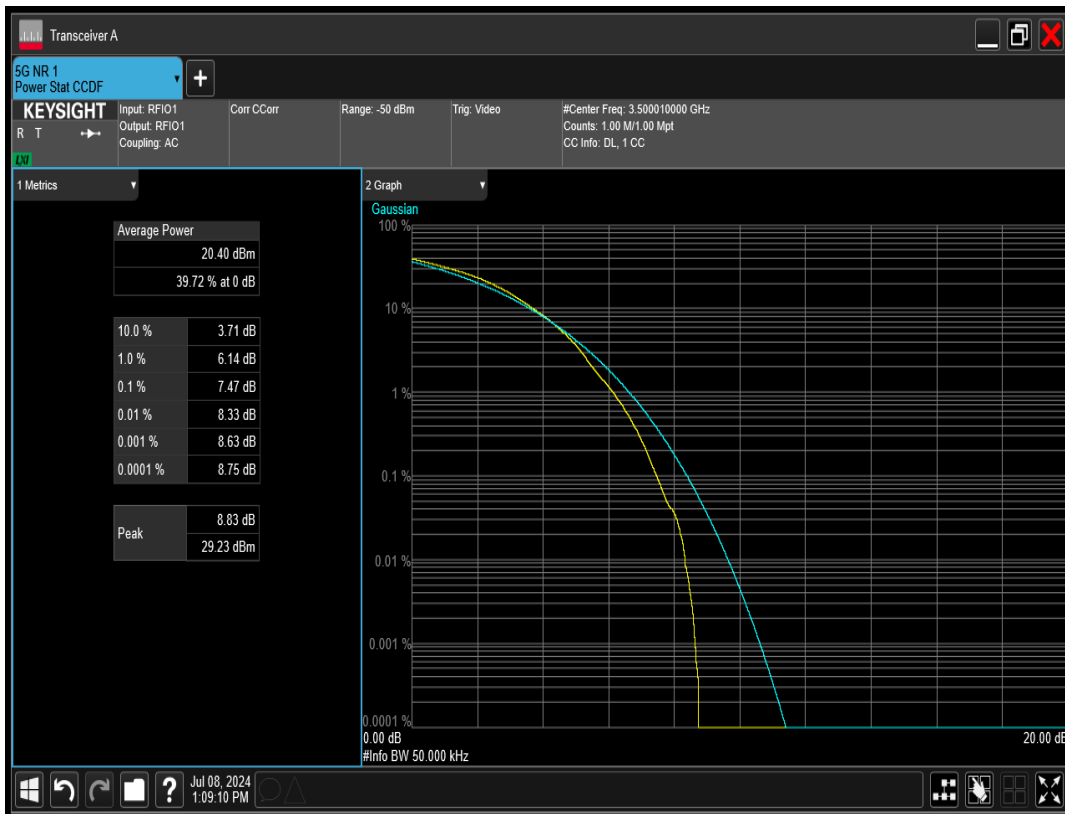 Transceiver A
5G NR 1
Power Stat CCDF
+
KEYSIGHT
R T
LXI
Input: RFIO1
Output: RFIO1
Coupling: AC
Corr CCorr
Range: -50 dBm
Trig: Video
#Center Freq: 3.500010000 GHz
Counts: 1.00 M/1.00 Mpt
CC Info: DL, 1 CC
1 Metrics
Average Power
20.40 dBm
39.72 % at 0 dB
10.0 % 3.71 dB
1.0 % 6.14 dB
0.1 % 7.47 dB
0.01 % 8.33 dB
0.001 % 8.63 dB
0.0001 % 8.75 dB
Peak 8.83 dB
29.23 dBm
2 Graph
Gaussian
100 %
10 %
1 %
0.1 %
0.01 %
0.001 %
0.0001 %
0.00 dB 20.00 dB
#Info BW 50.000 kHz
?
Jul 08, 2024
1:09:10 PM